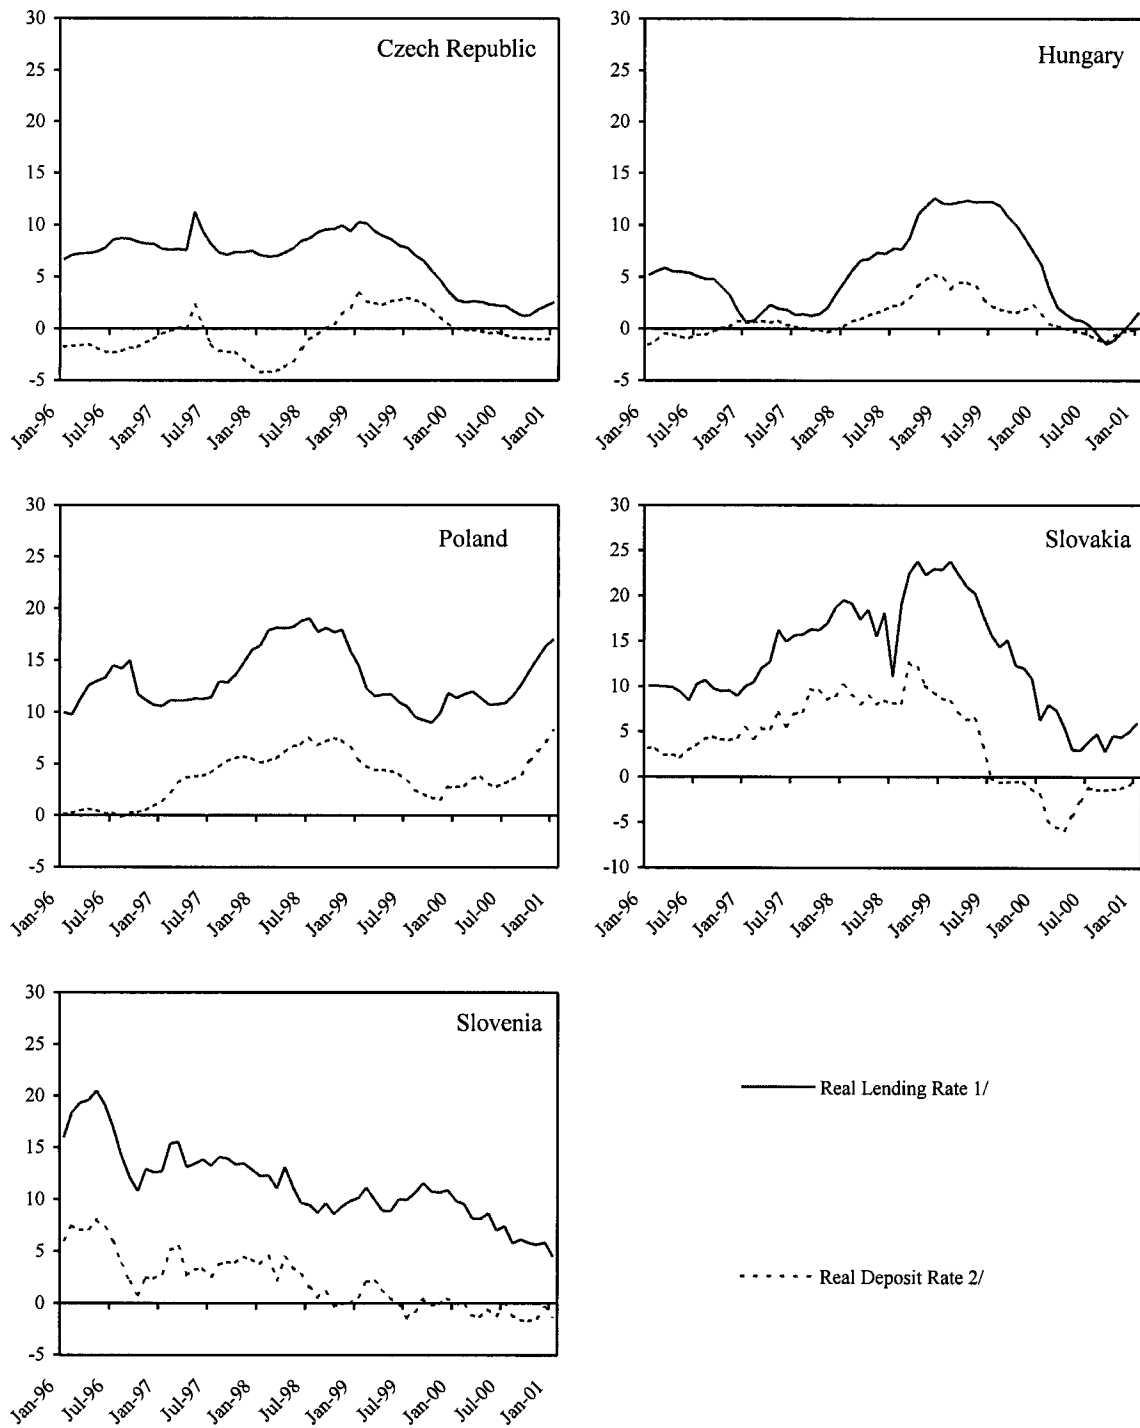 Czech Republic
30
25
20
15
10
5
0
-5
Jan-96
Jul-96
Jan-97
Jul-97
Jan-98
Jul-98
Jan-99
Jul-99
Jan-00
Jul-00
Jan-01
Hungary
30
25
20
15
10
5
0
-5
Jan-96
Jul-96
Jan-97
Jul-97
Jan-98
Jul-98
Jan-99
Jul-99
Jan-00
Jul-00
Jan-01
Poland
30
25
20
15
10
5
0
-5
Jan-96
Jul-96
Jan-97
Jul-97
Jan-98
Jul-98
Jan-99
Jul-99
Jan-00
Jul-00
Jan-01
Slovakia
30
25
20
15
10
5
0
-5
-10
Jan-96
Jul-96
Jan-97
Jul-97
Jan-98
Jul-98
Jan-99
Jul-99
Jan-00
Jul-00
Jan-01
Slovenia
30
25
20
15
10
5
0
-5
Jan-96
Jul-96
Jan-97
Jul-97
Jan-98
Jul-98
Jan-99
Jul-99
Jan-00
Jul-00
Jan-01
Real Lending Rate 1/
Real Deposit Rate 2/